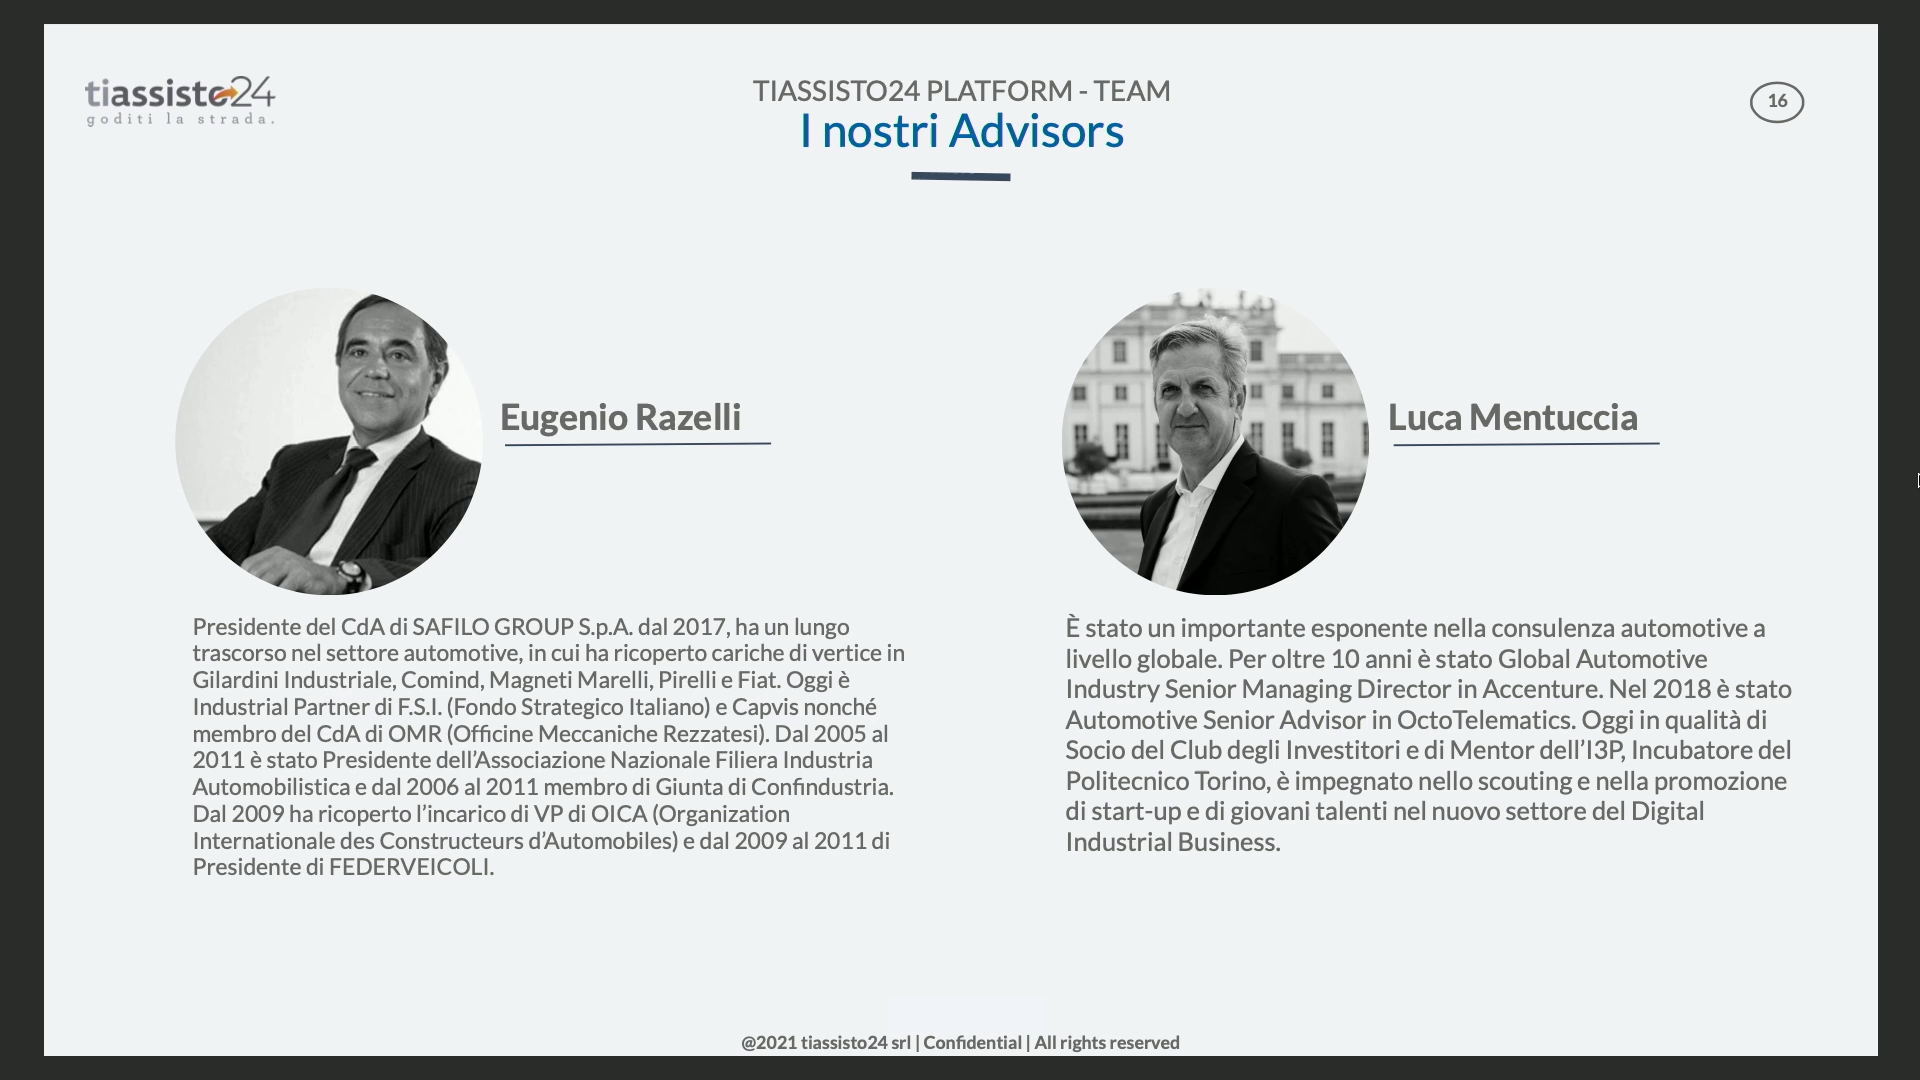 tiassisto24
goditi la strada.
TIASSISTO24 PLATFORM - TEAM
I nostri Advisors
16
Eugenio Razelli
Presidente del CdA di SAFILO GROUP S.p.A. dal 2017, ha un lungo
trascorso nel settore automotive, in cui ha ricoperto cariche di vertice in
Gilardini Industriale, Comind, Magneti Marelli, Pirelli e Fiat. Oggi è
Industrial Partner di F.S.I. (Fondo Strategico Italiano) e Capvis nonché
membro del CdA di OMR (Officine Meccaniche Rezzatesi). Dal 2005 al
2011 è stato Presidente dell’Associazione Nazionale Filiera Industria
Automobilistica e dal 2006 al 2011 membro di Giunta di Confindustria.
Dal 2009 ha ricoperto l’incarico di VP di OICA (Organization
Internationale des Constructeurs d’Automobiles) e dal 2009 al 2011 di
Presidente di FEDERVEICOLI.
Luca Mentuccia
È stato un importante esponente nella consulenza automotive a
livello globale. Per oltre 10 anni è stato Global Automotive
Industry Senior Managing Director in Accenture. Nel 2018 è stato
Automotive Senior Advisor in OctoTelematics. Oggi in qualità di
Socio del Club degli Investitori e di Mentor dell’I3P, Incubatore del
Politecnico Torino, è impegnato nello scouting e nella promozione
di start-up e di giovani talenti nel nuovo settore del Digital
Industrial Business.
@2021 tiassisto24 srl | Confidential | All rights reserved